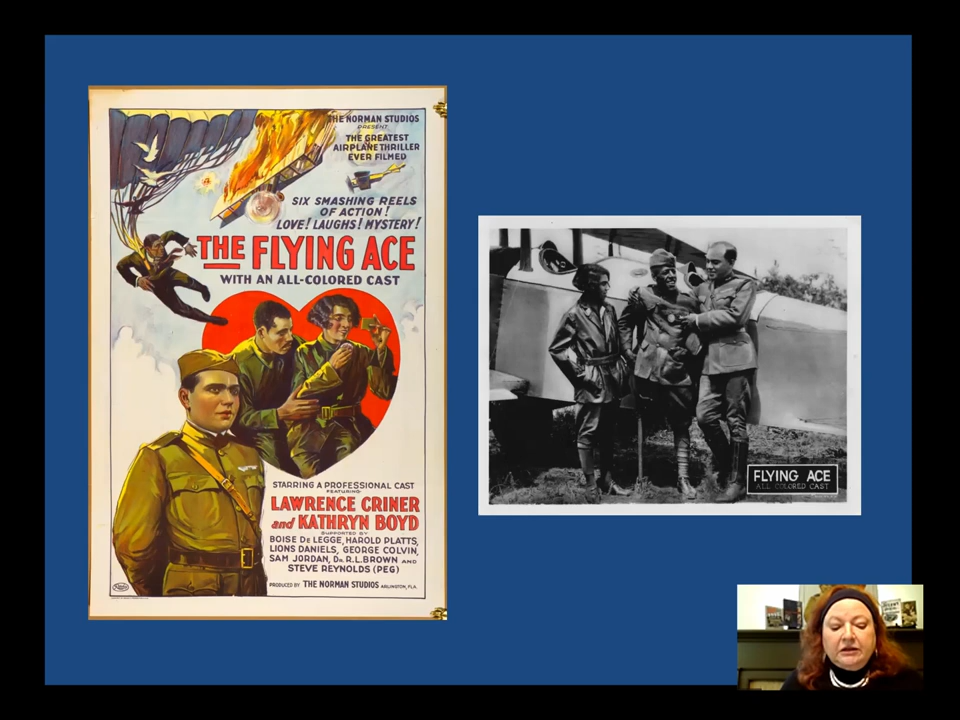 THE NORMAN STUDIOS
PRESENT
THE GREATEST
AIRPLANE THRILLER
EVER FILMED
SIX SMASHING REELS
OF ACTION!
LOVE! LAUGHS! MYSTERY!
THE FLYING ACE
WITH AN ALL-COLORED CAST
STARRING A PROFESSIONAL CAST
FEATURING
LAWRENCE CRINER
and KATHRYN BOYD
SUPPORTED BY
BOISE DE LEGGE, HAROLD PLATTS,
LIONS DANIELS, GEORGE COLVIN,
SAM JORDAN, DR. R.L. BROWN AND
STEVE REYNOLDS (PEG)
PRODUCED BY THE NORMAN STUDIOS ARLINGTON, FLA.
FLYING ACE
ALL COLORED CAST